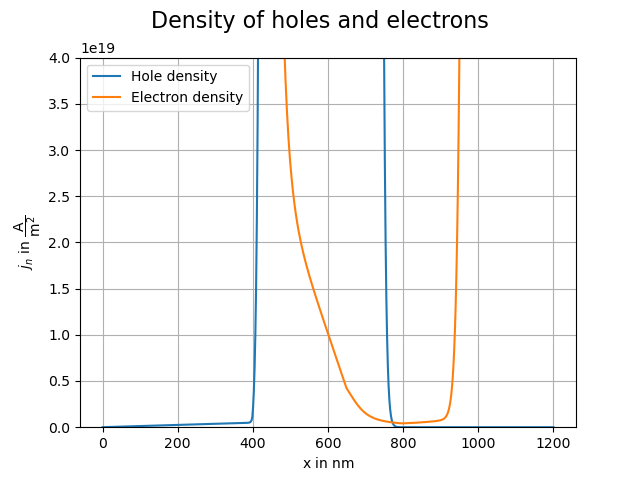 Density of holes and electrons
1e19
Hole density
Electron density
4.0
3.5
3.0
2.5
2.0
1.5
1.0
0.5
0.0
jn in A/m2
0 200 400 600 800 1000 1200
x in nm